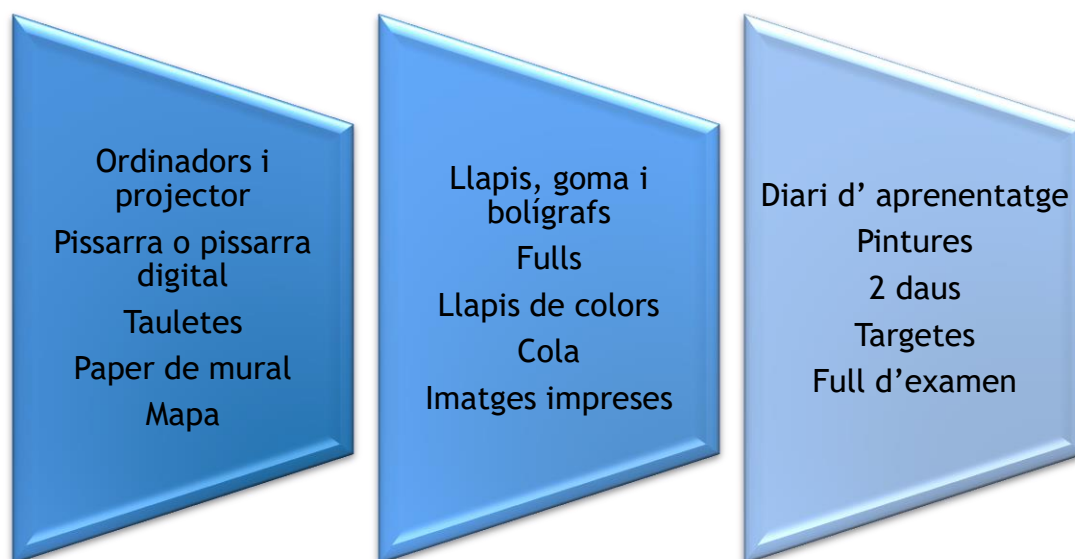 Ordinadors i
projector
Pissarra o pissarra
digital
Tauletes
Paper de mural
Mapa
Llapis, goma i
bolígrafs
Fulls
Llapis de colors
Cola
Imatges impreses
Diari d’ aprenentatge
Pintures
2 daus
Targetes
Full d’examen